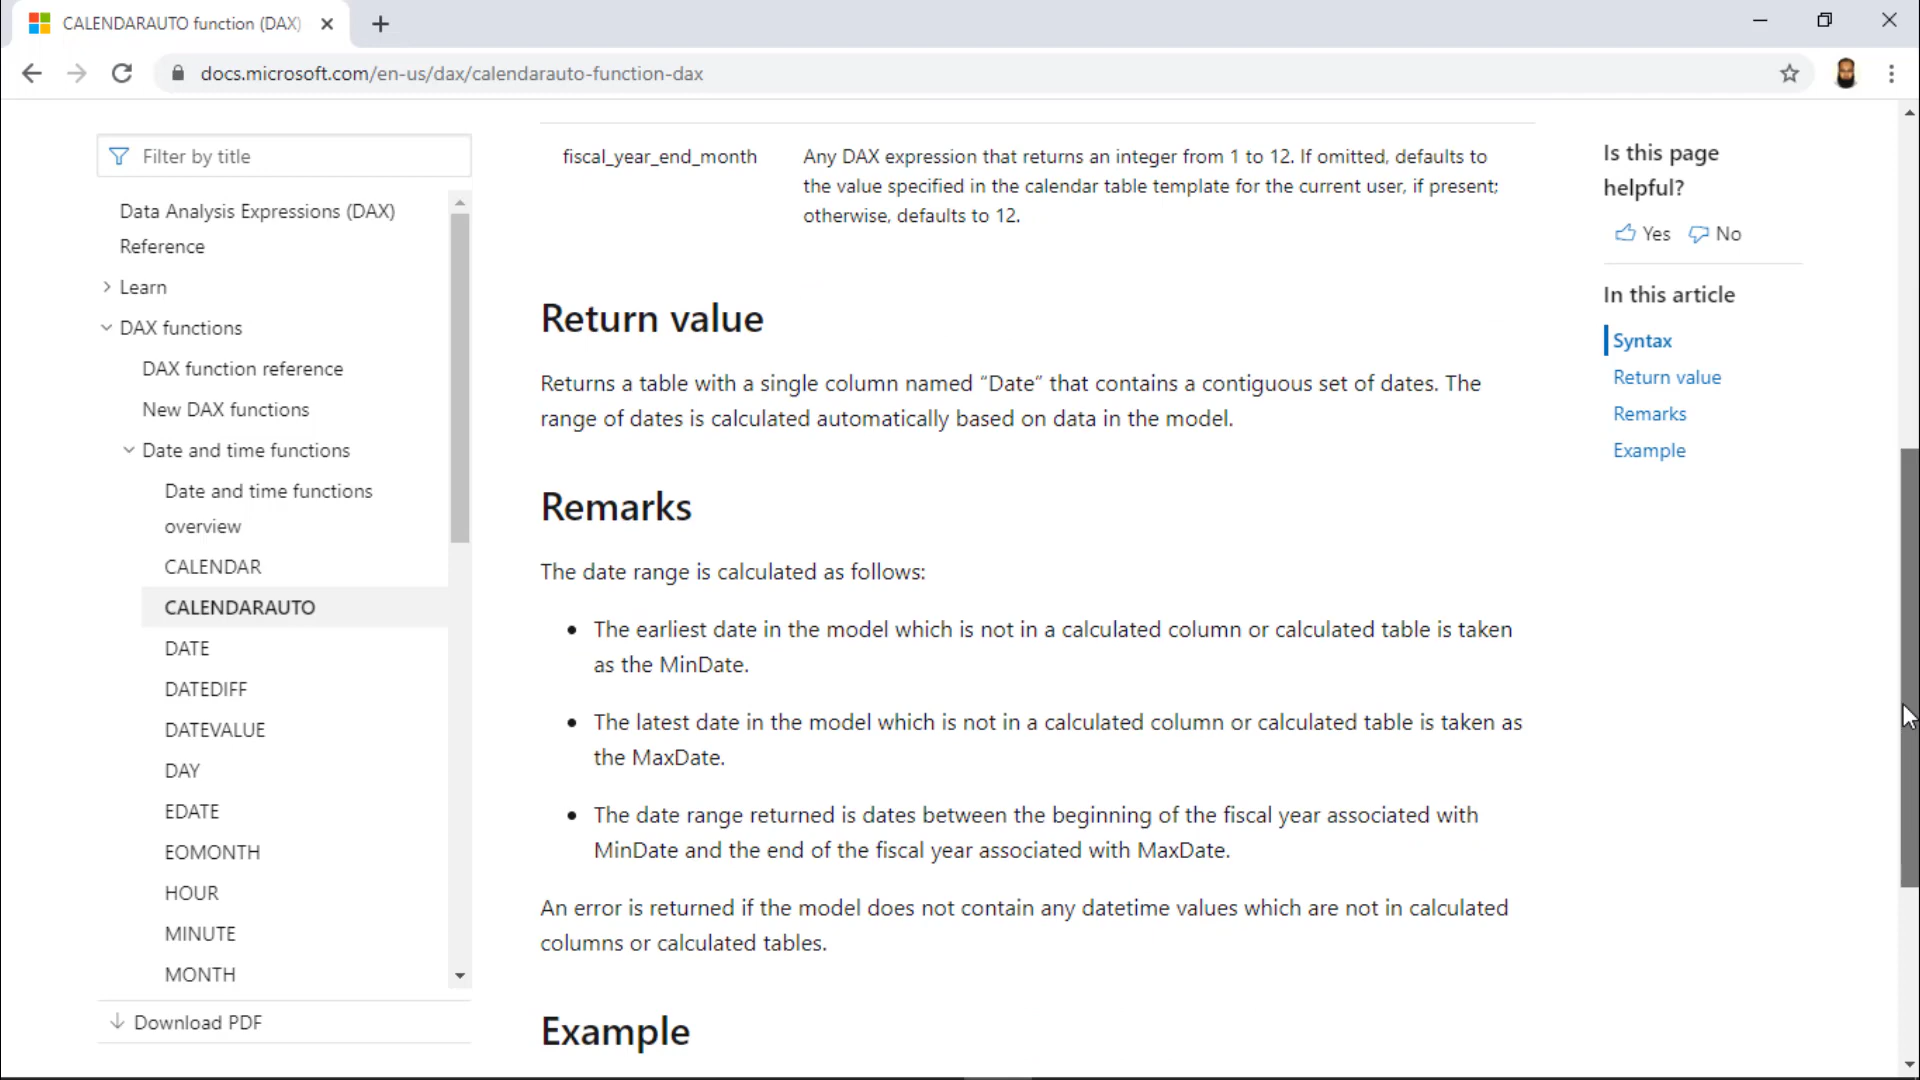 CALENDARAUTO function (DAX)
docs.microsoft.com/en-us/dax/calendarauto-function-dax
Filter by title
Data Analysis Expressions (DAX)
Reference
Learn
DAX functions
DAX function reference
New DAX functions
Date and time functions
Date and time functions
overview
CALENDAR
CALENDARAUTO
DATE
DATEDIFF
DATEVALUE
DAY
EDATE
EOMONTH
HOUR
MINUTE
MONTH
Download PDF
fiscal_year_end_month
Any DAX expression that returns an integer from 1 to 12. If omitted, defaults to
the value specified in the calendar table template for the current user, if present;
otherwise, defaults to 12.
Return value
Returns a table with a single column named “Date” that contains a contiguous set of dates. The
range of dates is calculated automatically based on data in the model.
Remarks
The date range is calculated as follows:
• The earliest date in the model which is not in a calculated column or calculated table is taken
as the MinDate.
• The latest date in the model which is not in a calculated column or calculated table is taken as
the MaxDate.
• The date range returned is dates between the beginning of the fiscal year associated with
MinDate and the end of the fiscal year associated with MaxDate.
An error is returned if the model does not contain any datetime values which are not in calculated
columns or calculated tables.
Example
Is this page
helpful?
Yes No
In this article
Syntax
Return value
Remarks
Example